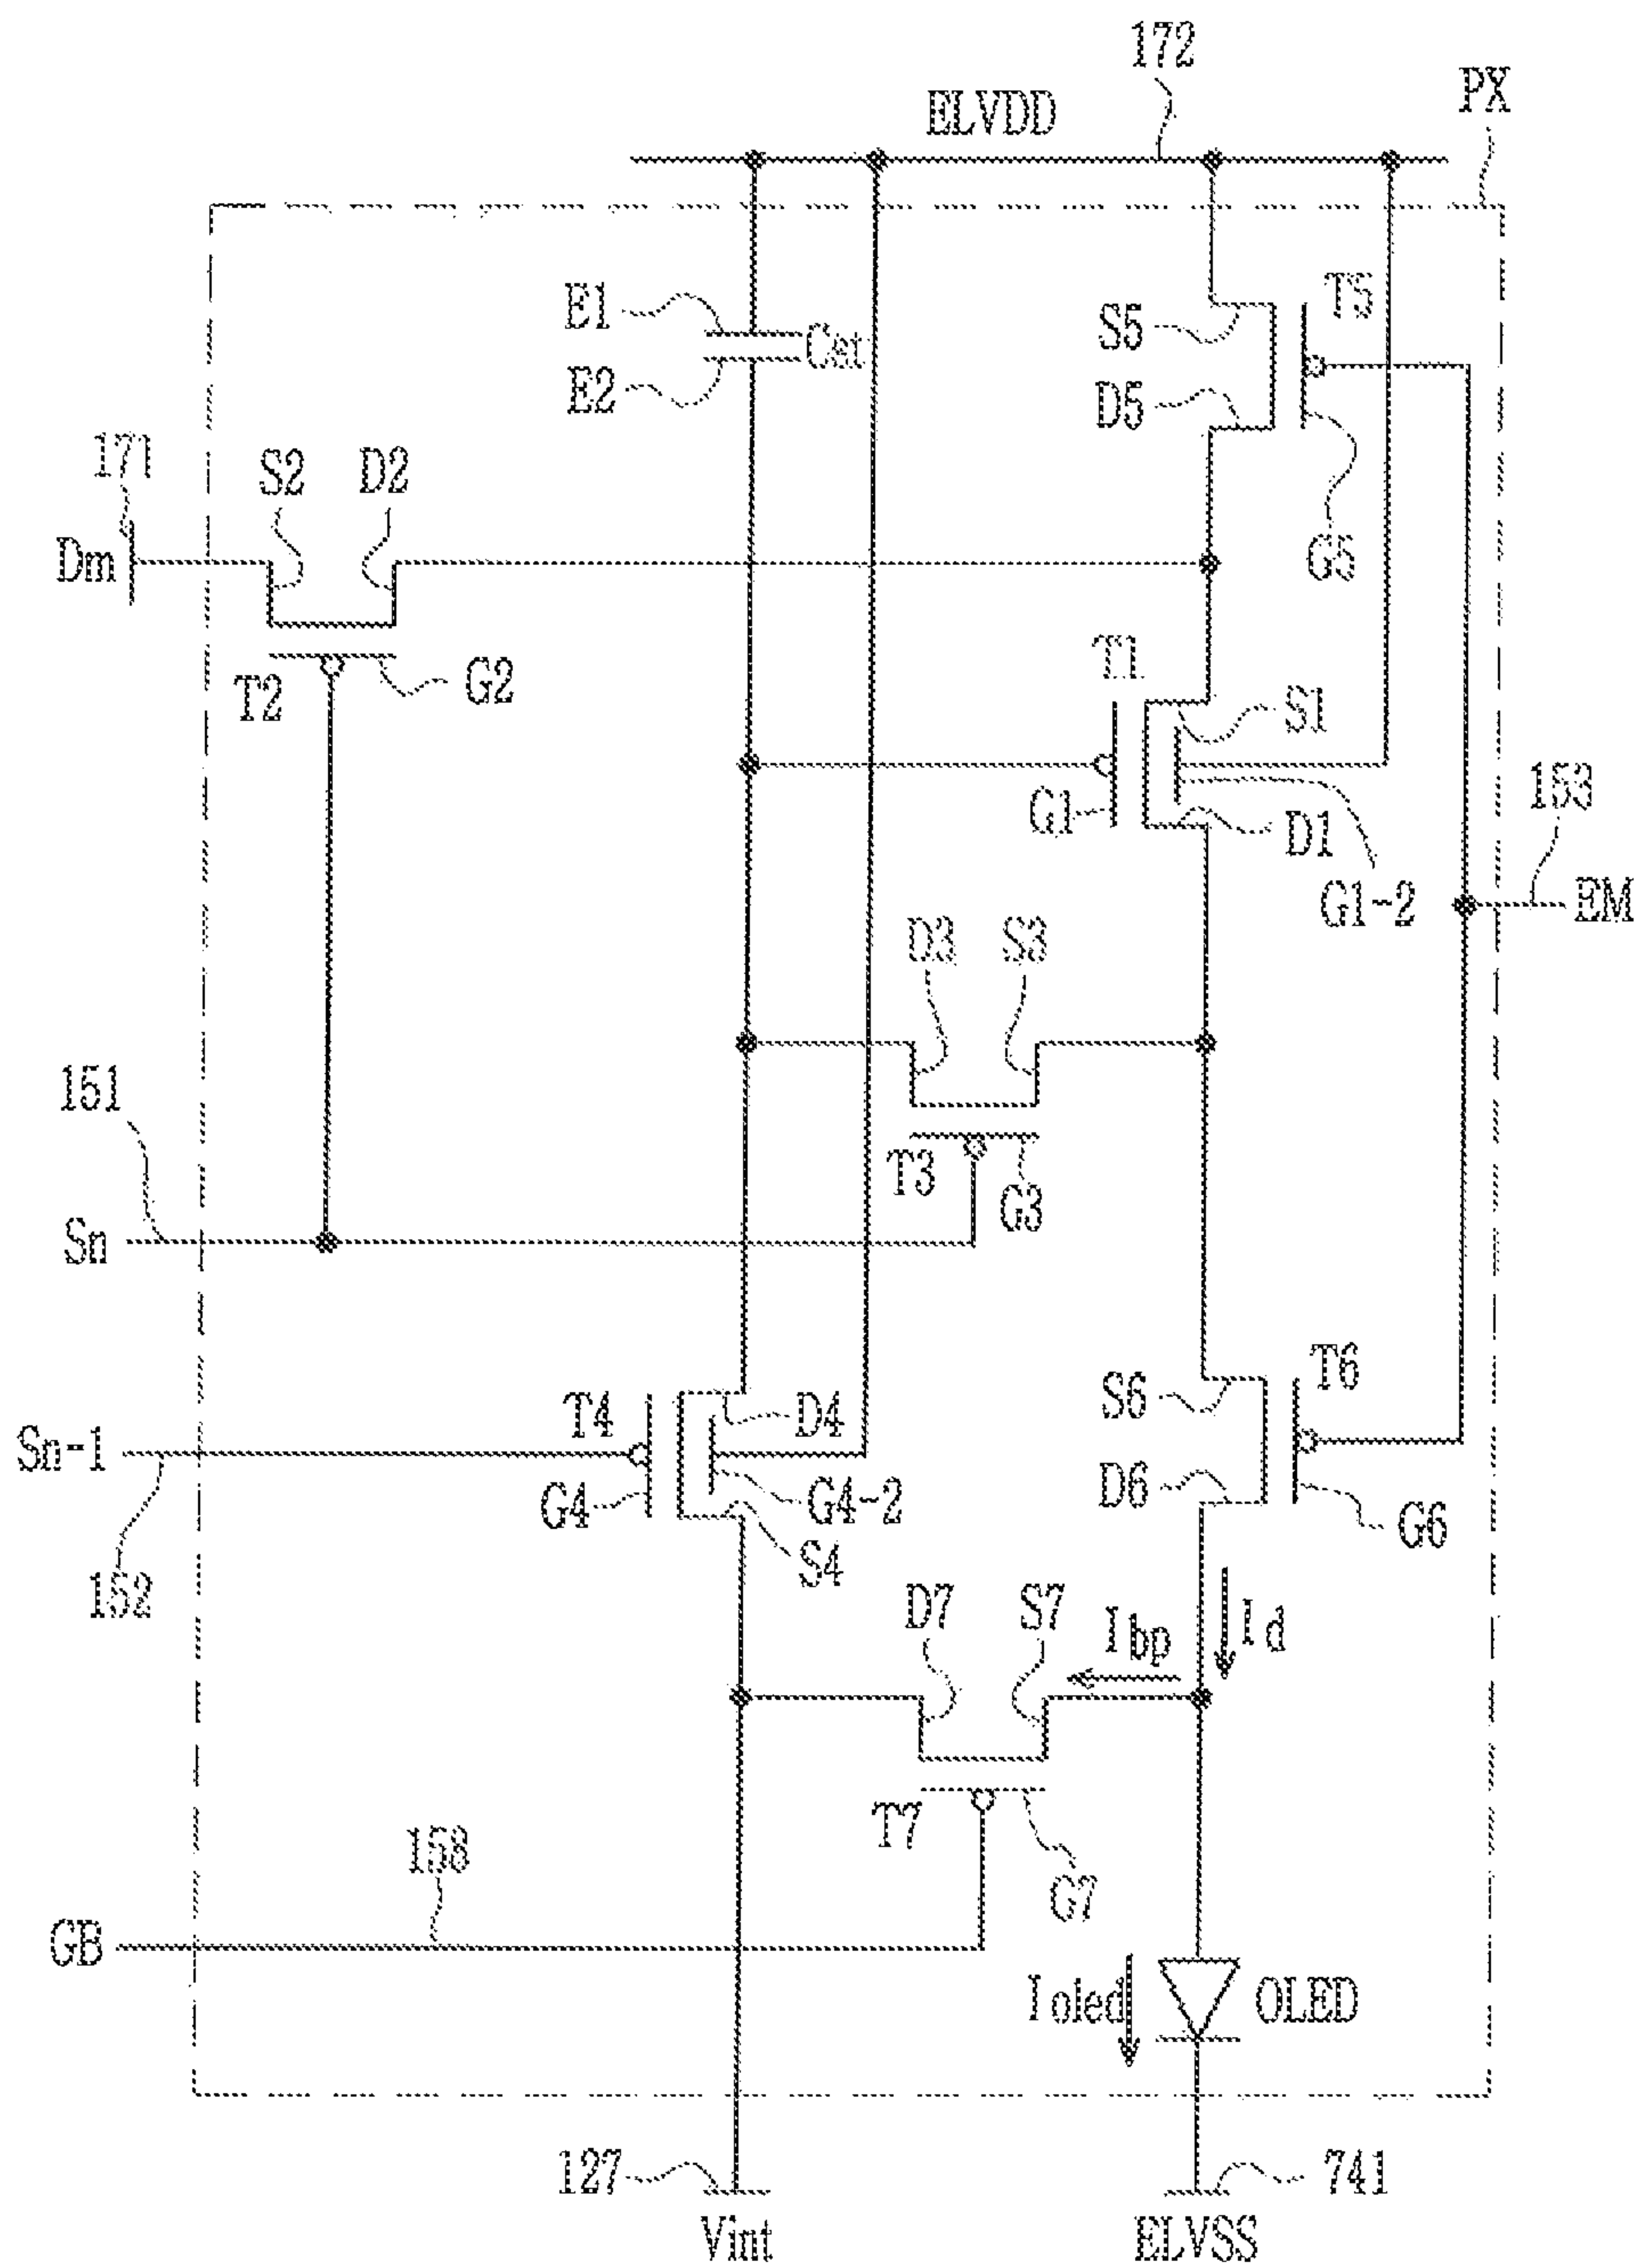 172
PX
ELVDD
E1
Cst
E2
S5
T5
D5
G5
171
S2
D2
Dm
T2
G2
T1
S1
G1
D1
G1-2
153
EM
D3
S3
151
T3
G3
Sn
T4
D4
Sn-1
G4
G4-2
S4
152
S6
T6
D6
G6
D7
S7
Ibp
Id
T7
G7
158
GB
Ioled
OLED
127
Vint
741
ELVSS